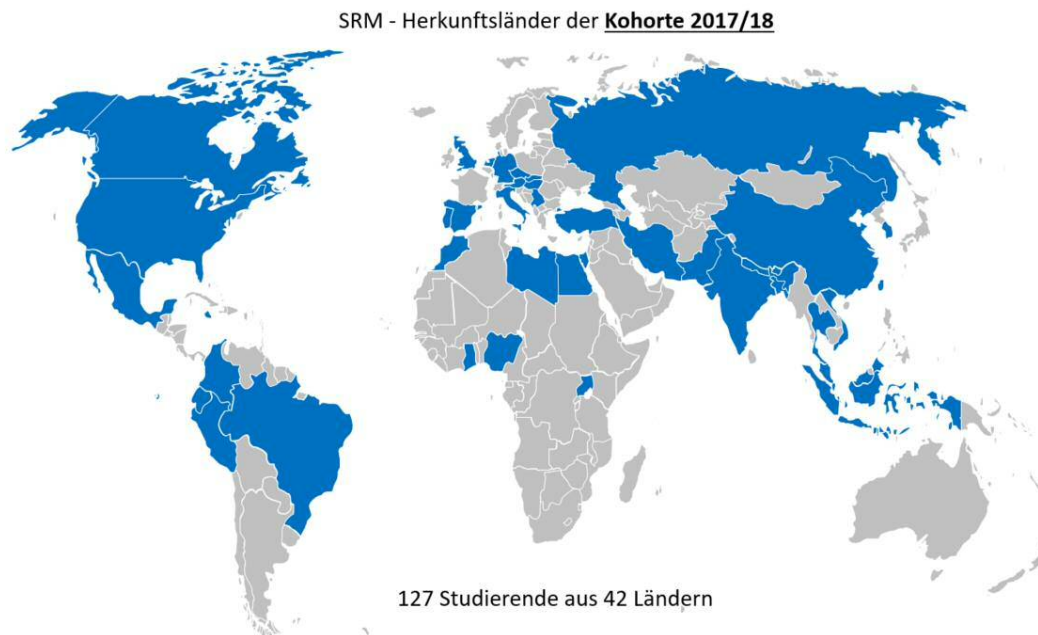 SRM - Herkunftsländer der Kohorte 2017/18
127 Studierende aus 42 Ländern